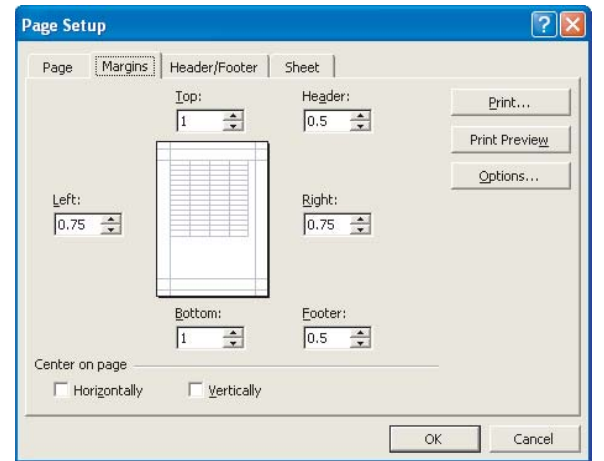 Page Setup
Page Margins Header/Footer Sheet
Top: Header:
1 0.5
Print...
Print Preview
Options...
Left: Right:
0.75 0.75
Bottom: Footer:
1 0.5
Center on page
Horizontally Vertically
OK Cancel